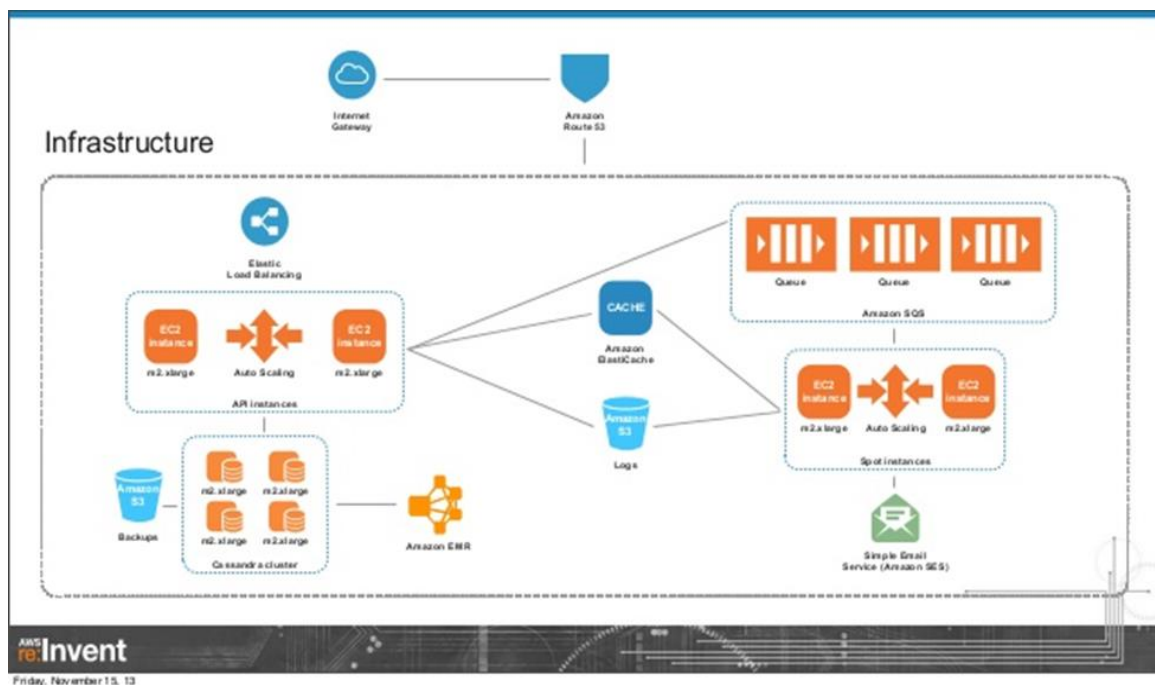 Internet
Gateway
Amazon
Route 53
Infrastructure
Elastic
Load Balancing
EC2
instance
m2.xlarge
Auto Scaling
EC2
instance
m2.xlarge
API instances
CACHE
Amazon
ElastiCache
Amazon
S3
Logs
Queue
Queue
Queue
Amazon SQS
EC2
instance
m2.xlarge
Auto Scaling
EC2
instance
m2.xlarge
Spot instances
Simple Email
Service (Amazon SES)
Amazon
S3
Backups
m2.xlarge
m2.xlarge
m2.xlarge
m2.xlarge
Cassandra cluster
Amazon EMR
AWS
re:Invent
Friday, November 15, 13